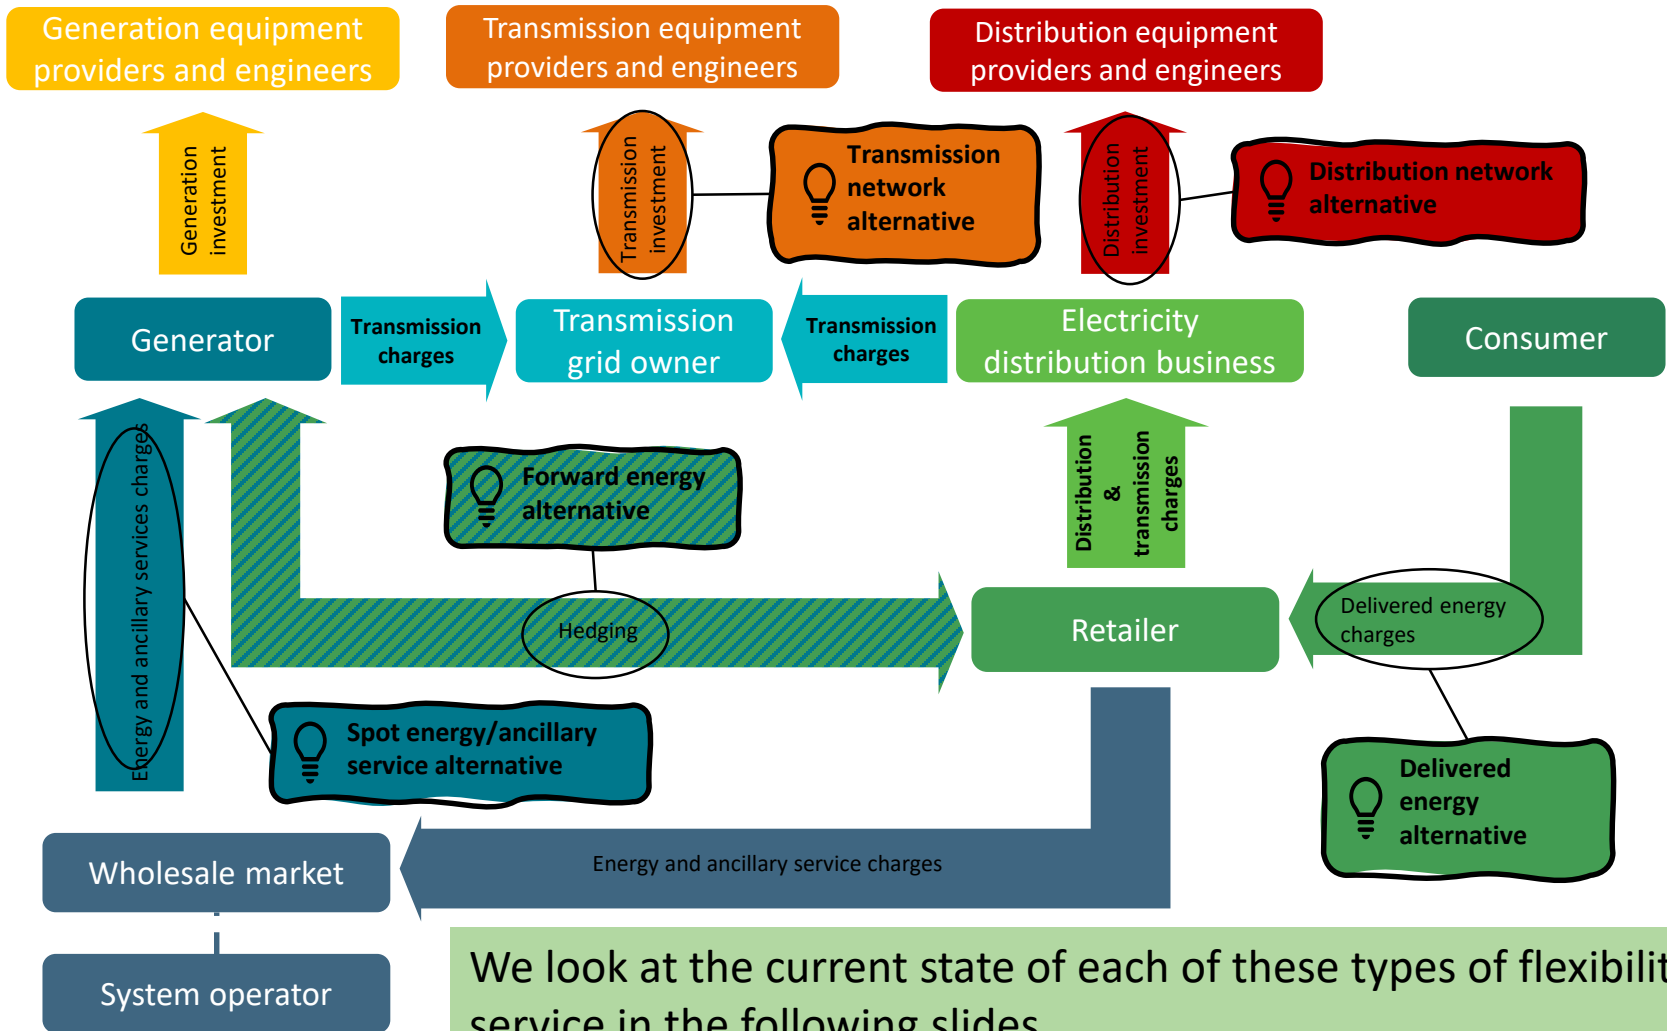 Generation equipment
providers and engineers
Transmission equipment
providers and engineers
Distribution equipment
providers and engineers
Generation
investment
Transmission
investment
Transmission
network
alternative
Distribution
investment
Distribution network
alternative
Generator
Transmission
charges
Transmission
grid owner
Transmission
charges
Electricity
distribution business
Consumer
Energy and ancillary services charges
Forward energy
alternative
Distribution
&
transmission
charges
Hedging
Retailer
Delivered energy
charges
Spot energy/ancillary
service alternative
Delivered
energy
alternative
Wholesale market
Energy and ancillary service charges
System operator
We look at the current state of each of these types of flexibilit
service in the following slides